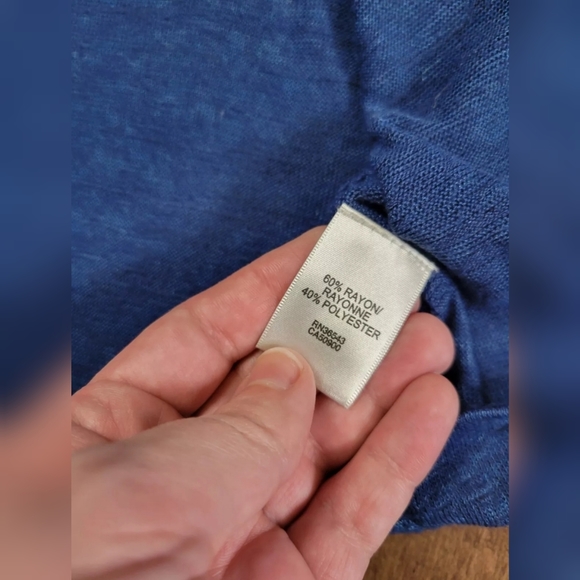 60% RAYON/
RAYONNE
40% POLYESTER
RN36543
CA50900